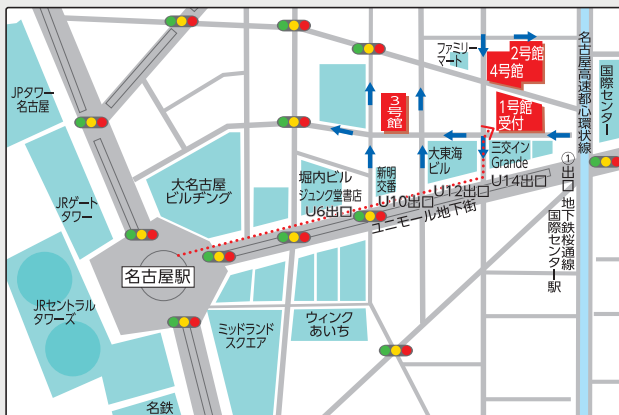 JPタワー
名古屋
JRゲート
タワー
JRセントラル
タワーズ
名鉄
名古屋駅
大名古屋
ビルヂング
堀内ビル
ジュンク堂書店
U6出口
新明
交番
U10出口
大東海
ビル
U12出口
三交イン
Grande
U14出口
ユーモール地下街
ミッドランド
スクエア
ウィンク
あいち
ファミリー
マート
3号館
4号館
2号館
1号館
受付
名古屋高速都心環状線
国際センター
①出口 地下鉄桜通線
国際センター駅